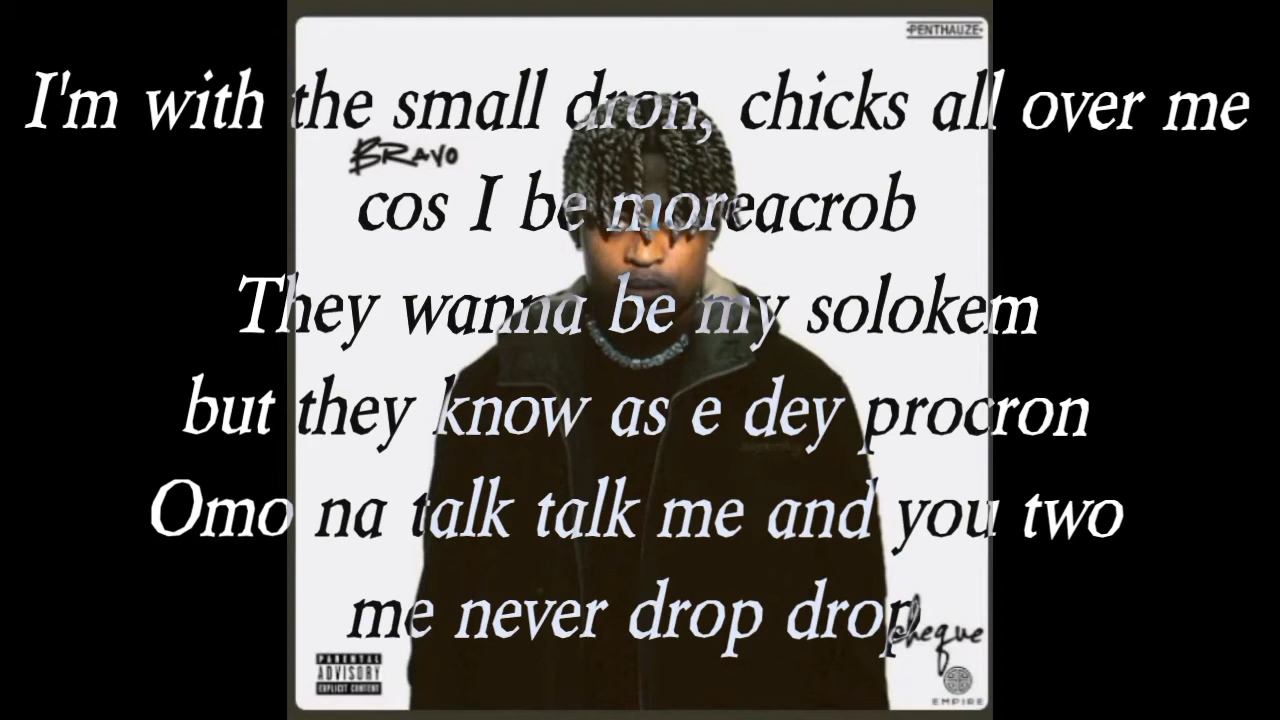 PENTHAUZE
I'm with the small dron, chicks all over me
BRAVO
cos I be moreacrob
They wanna be my solokem
but they know as e dey procron
Omo na talk talk me and you two
me never drop drop
cheque
PARENTAL
ADVISORY
EXPLICIT CONTENT
EMPIRE